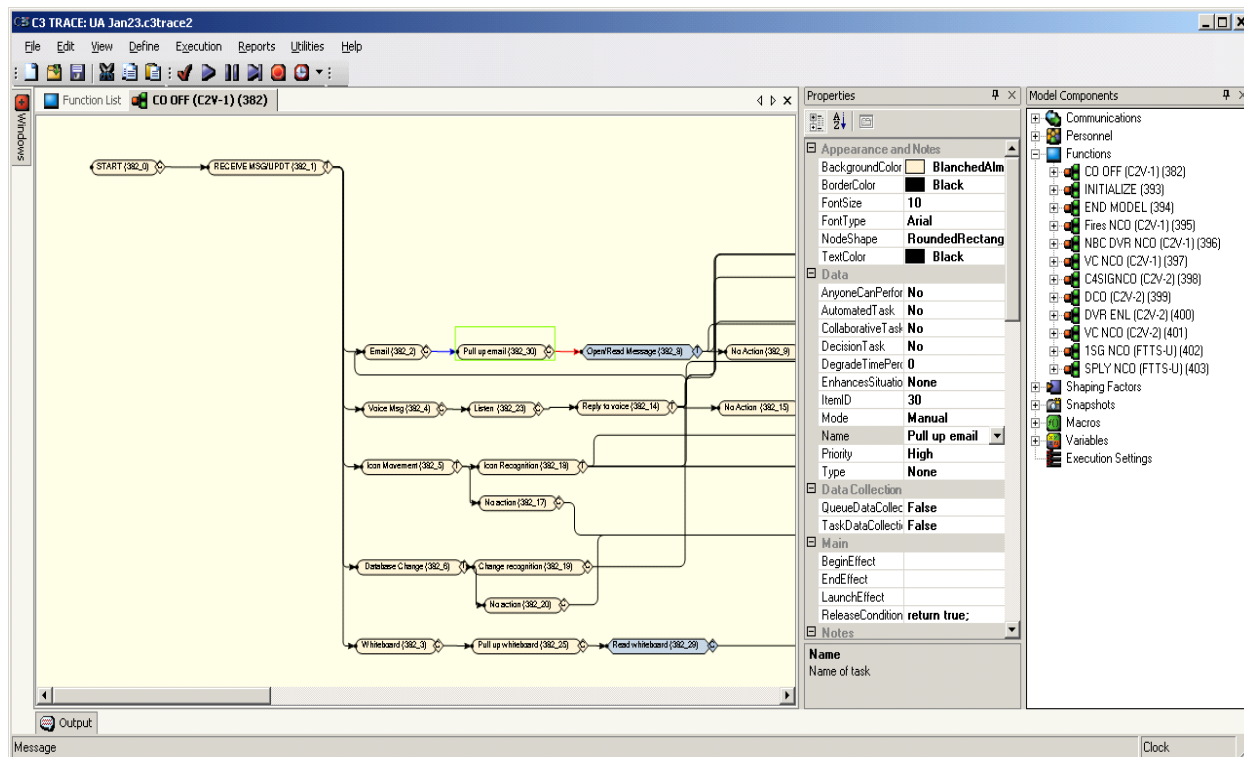 C3 TRACE: UA Jan23.c3trace2
File Edit View Define Execution Reports Utilities Help
Windows
Function List
CO OFF (C2V-1) (382)
START {382_0}
RECEIVE MSG/UPDT {382_1}
Email {382_2}
Pull up email {382_30}
Open/Read Message {382_8}
No Action {382_9}
Voice Msg {382_4}
Listen {382_23}
Reply to voice {382_14}
No Action {382_15}
Icon Movement {382_5}
Icon Recognition {382_18}
No action {382_17}
Database Change {382_6}
Change recognition {382_19}
No action {382_20}
Whiteboard {382_3}
Pull up whiteboard {382_25}
Read whiteboard {382_29}
Properties
Appearance and Notes
BackgroundColor BlanchedAlm
BorderColor Black
FontSize 10
FontType Arial
NodeShape RoundedRectang
TextColor Black
Data
AnyoneCanPerfor No
AutomatedTask No
CollaborativeTask No
DecisionTask No
DegradeTimePerc 0
EnhancesSituatio None
ItemID 30
Mode Manual
Name Pull up email
Priority High
Type None
Data Collection
QueueDataCollec False
TaskDataCollecti False
Main
BeginEffect
EndEffect
LaunchEffect
ReleaseCondition return true;
Notes
Name
Name of task
Model Components
Communications
Personnel
Functions
CO OFF (C2V-1) (382)
INITIALIZE (393)
END MODEL (394)
Fires NCO (C2V-1) (395)
NBC DVR NCO (C2V-1) (396)
VC NCO (C2V-1) (397)
C4SIGNCO (C2V-2) (398)
DCO (C2V-2) (399)
DVR ENL (C2V-2) (400)
VC NCO (C2V-2) (401)
1SG NCO (FTTS-U) (402)
SPLY NCO (FTTS-U) (403)
Shaping Factors
Snapshots
Macros
Variables
Execution Settings
Output
Message
Clock